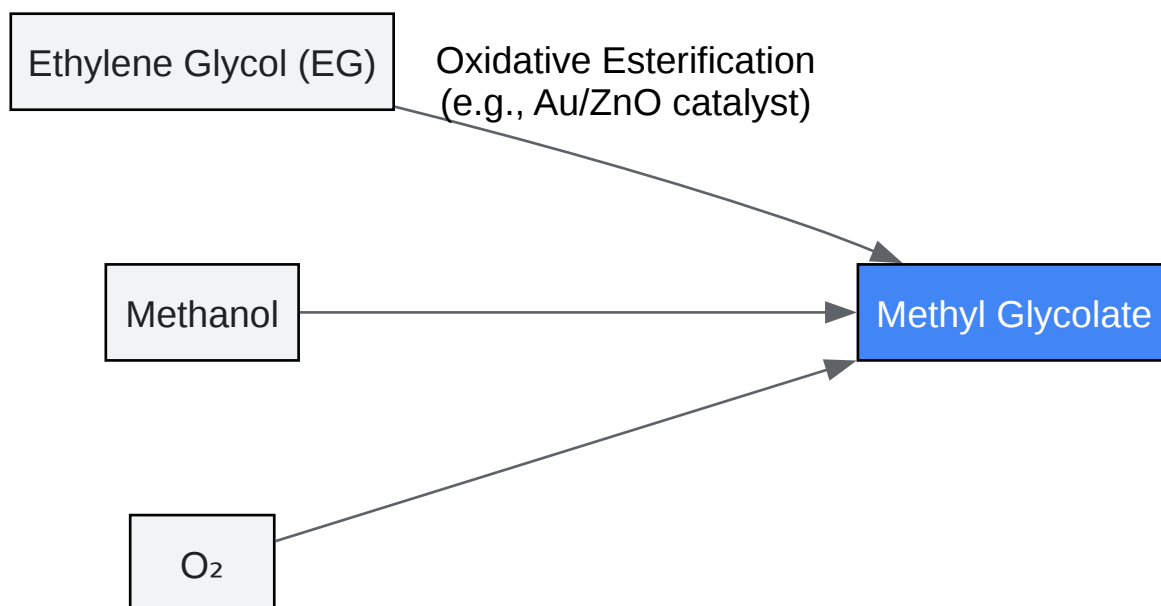 Ethylene Glycol (EG)
Oxidative Esterification
(e.g., Au/ZnO catalyst)
Methanol
Methyl Glycolate
O₂